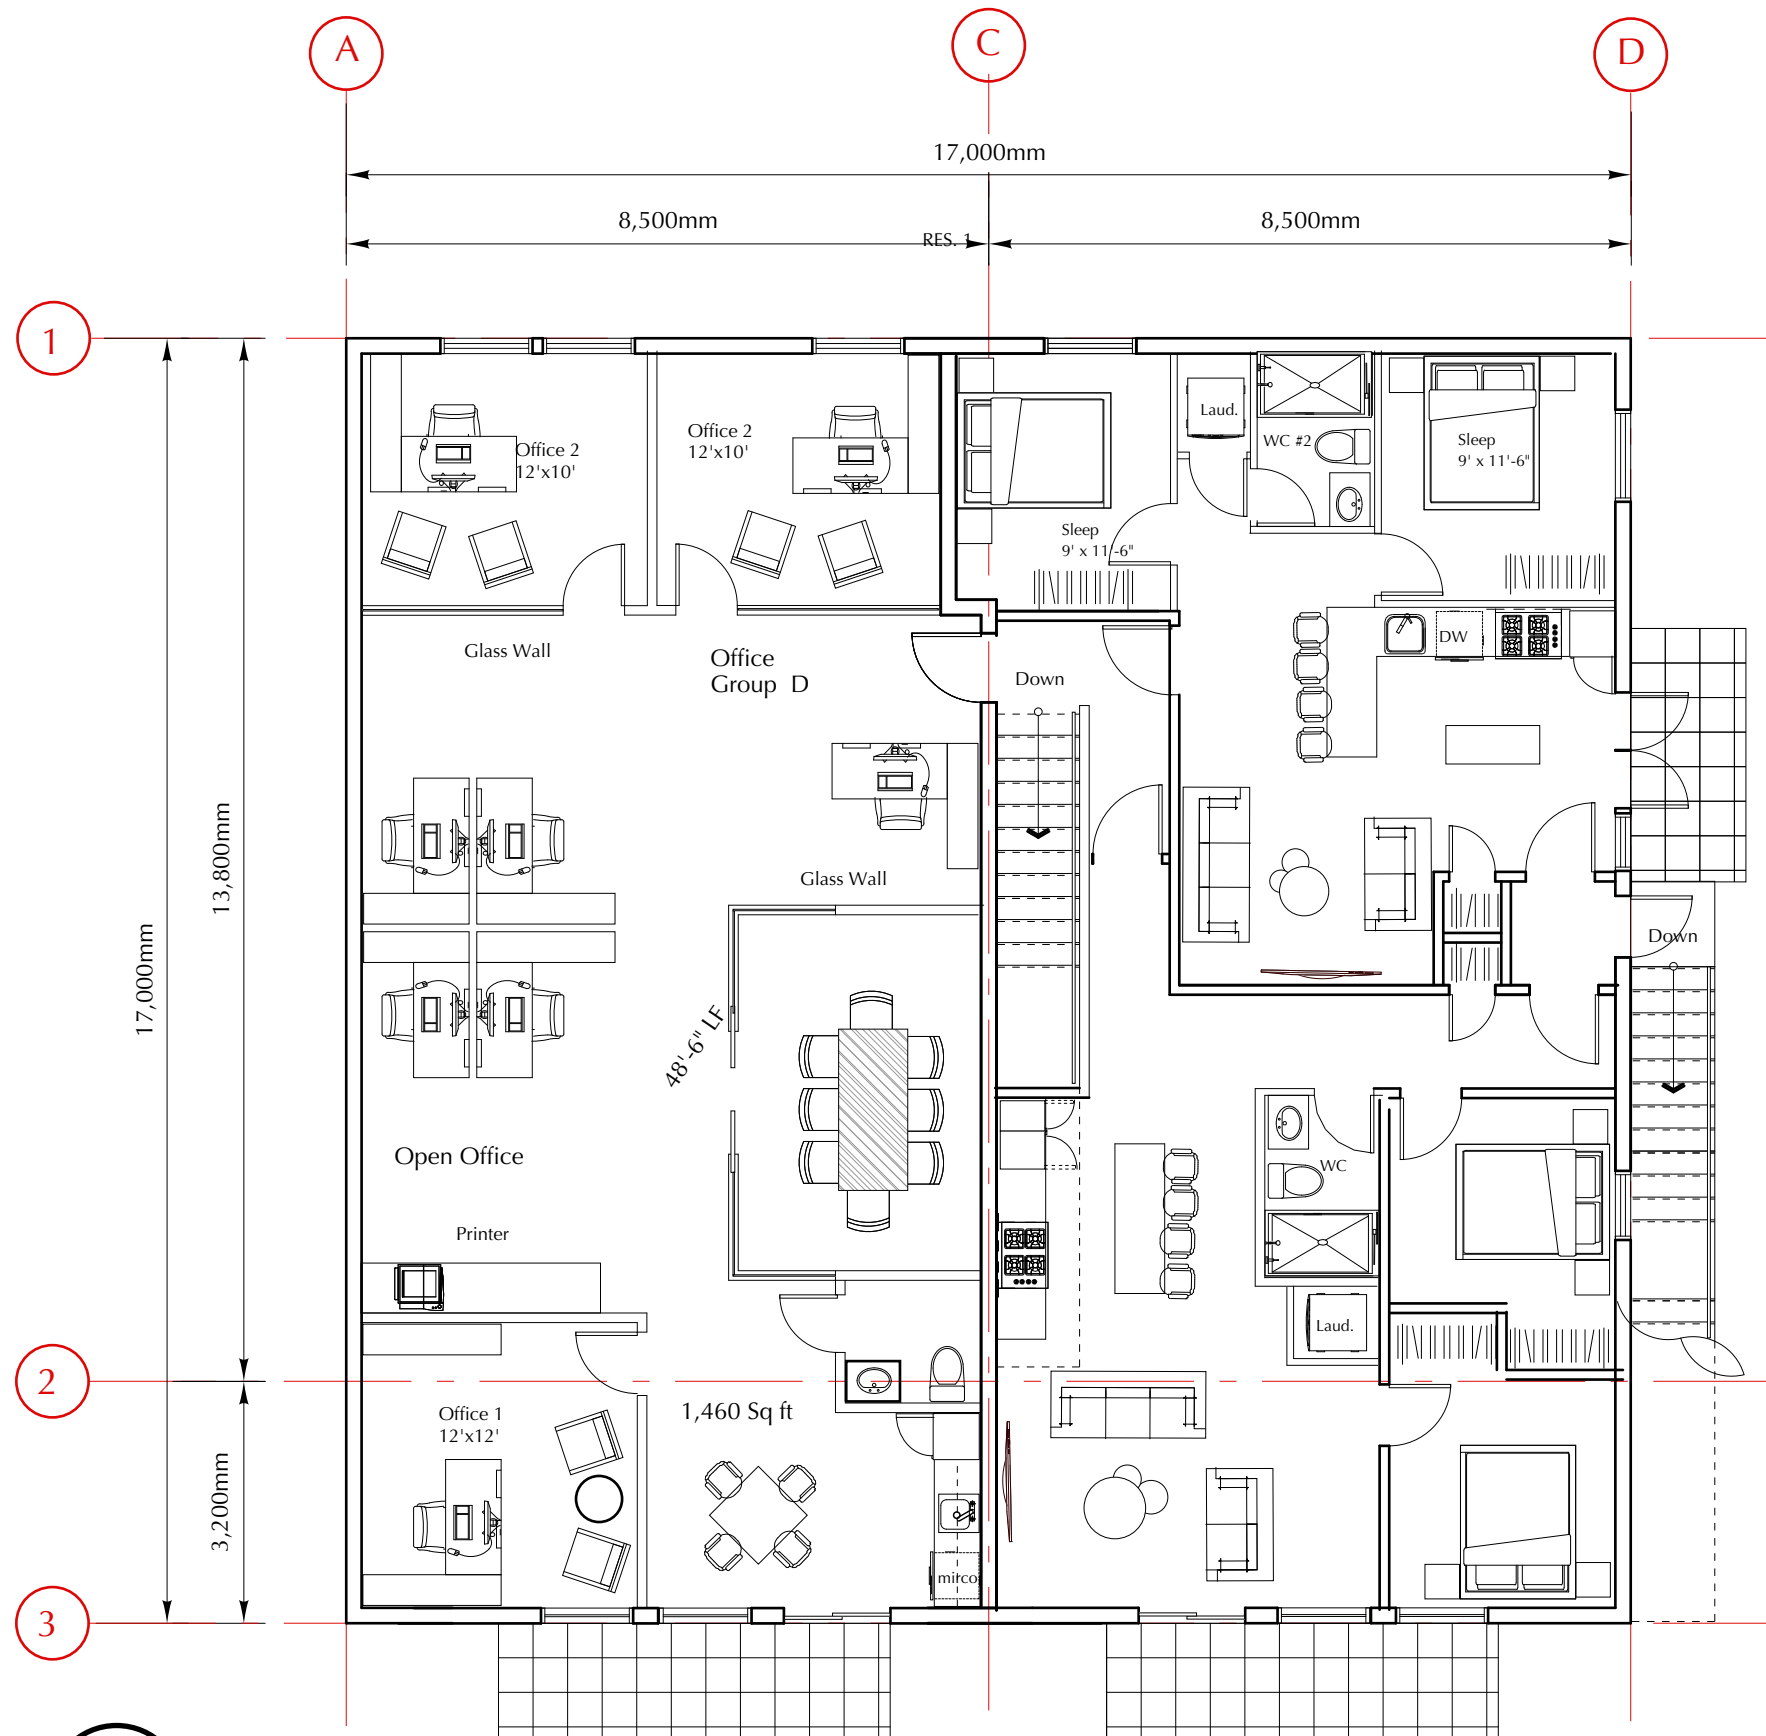 A
C
D
17,000mm
8,500mm
8,500mm
RES. 1
1
Laud.
WC #2
Office 2
12'x10'
Office 2
12'x10'
Sleep
9' x 11'-6"
Sleep
9' x 11'-6"
DW
Glass Wall
Office
Group D
Down
13,800mm
17,000mm
Glass Wall
Down
48'-6" LF
Open Office
WC
Printer
Laud.
2
Office 1
12'x12'
1,460 Sq ft
3,200mm
mirco
3